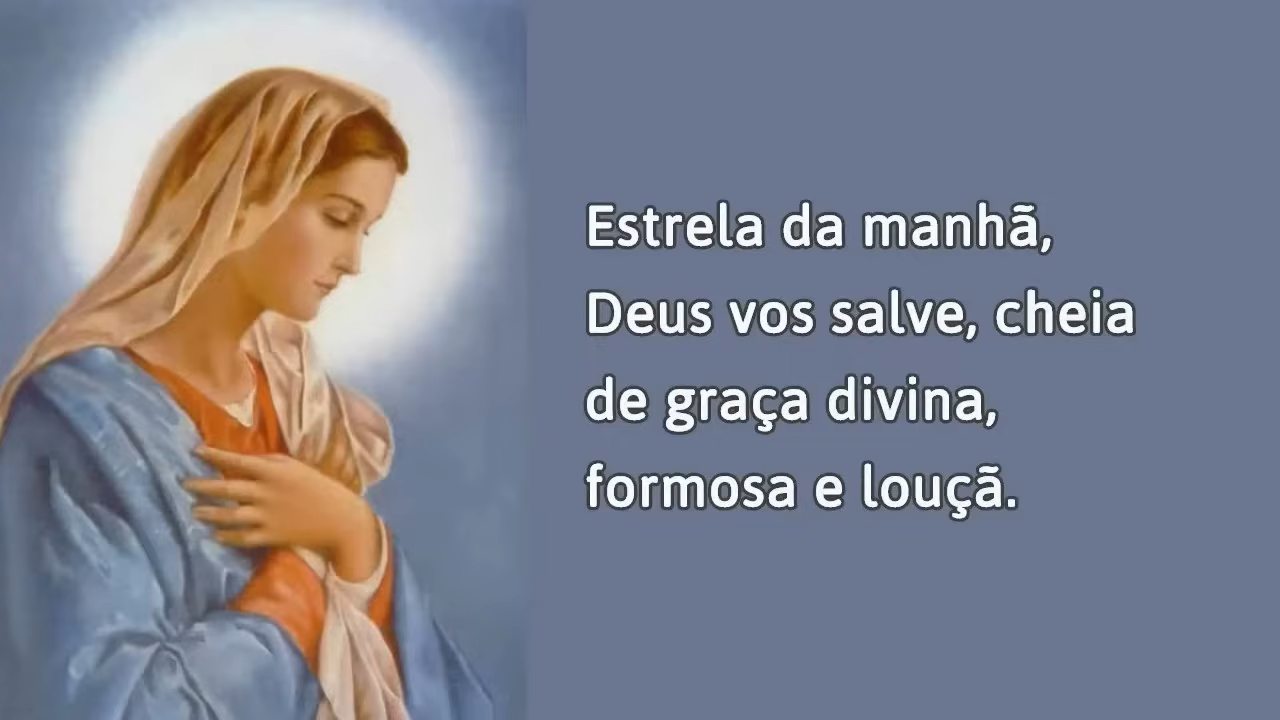 Estrela da manhã,
Deus vos salve, cheia
de graça divina,
formosa e louçã.